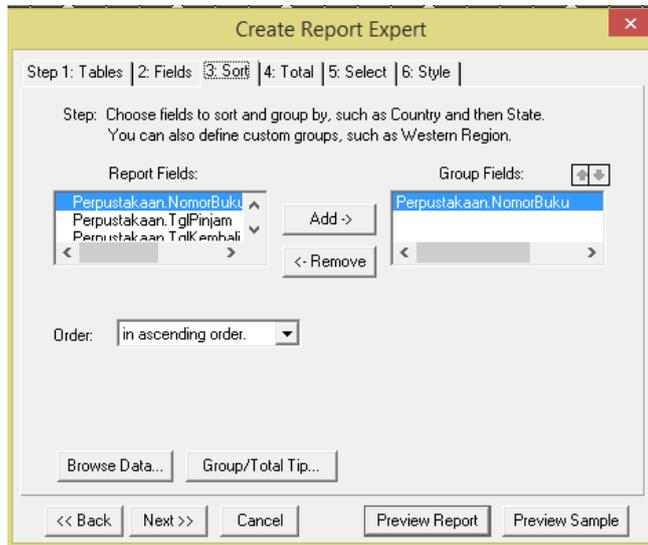 Create Report Expert
Step 1: Tables 2: Fields 3: Sort 4: Total 5: Select 6: Style
Step: Choose fields to sort and group by, such as Country and then State.
You can also define custom groups, such as Western Region.
Report Fields: Group Fields:
Perpustakaan.NomorBuku Perpustakaan.NomorBuku
Perpustakaan.TglPinjam Add ->
Perpustakaan.TglKembali
<- Remove
Order: in ascending order.
Browse Data... Group/Total Tip...
<< Back Next >> Cancel Preview Report Preview Sample